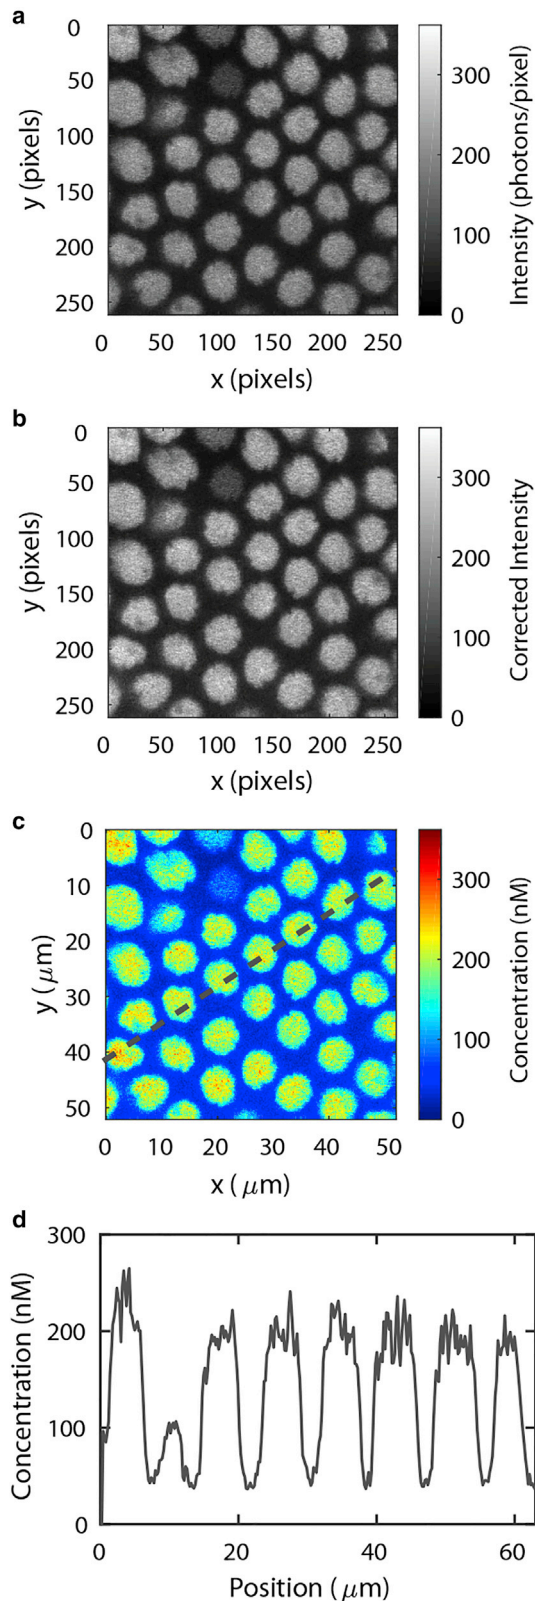 a
0
50
100
150
200
250
y (pixels)
0 50 100 150 200 250
x (pixels)
300
200
100
0
Intensity (photons/pixel)
b
0
50
100
150
200
250
y (pixels)
0 50 100 150 200 250
x (pixels)
300
200
100
0
Corrected Intensity
c
0
10
20
30
40
50
y (μm)
0 10 20 30 40 50
x (μm)
300
200
100
0
Concentration (nM)
d
300
200
100
0
Concentration (nM)
0 20 40 60
Position (μm)